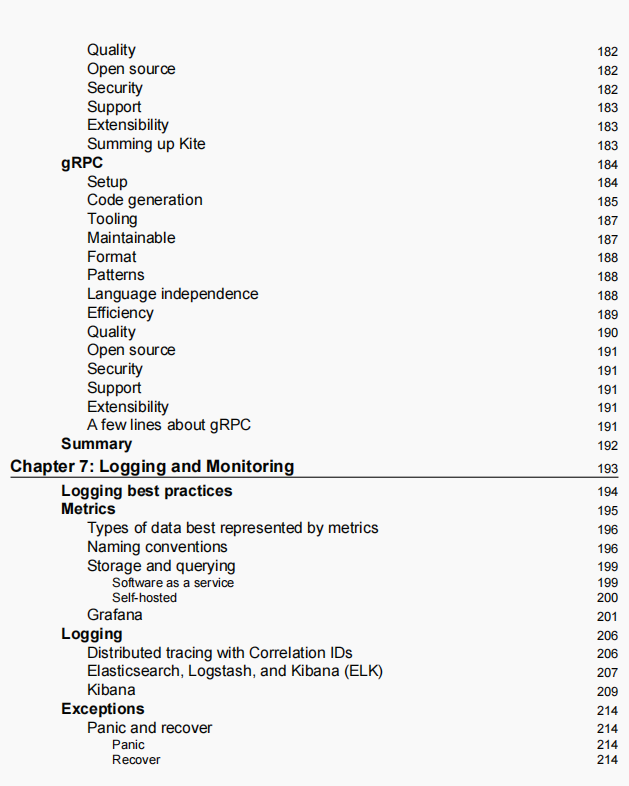 Quality 182
Open source 182
Security 182
Support 183
Extensibility 183
Summing up Kite 183
gRPC 184
Setup 184
Code generation 185
Tooling 187
Maintainable 187
Format 188
Patterns 188
Language independence 188
Efficiency 189
Quality 190
Open source 191
Security 191
Support 191
Extensibility 191
A few lines about gRPC 191
Summary 192
Chapter 7: Logging and Monitoring 193
Logging best practices 194
Metrics 195
Types of data best represented by metrics 196
Naming conventions 196
Storage and querying 199
Software as a service 199
Self-hosted 200
Grafana 201
Logging 206
Distributed tracing with Correlation IDs 206
Elasticsearch, Logstash, and Kibana (ELK) 207
Kibana 209
Exceptions 214
Panic and recover 214
Panic 214
Recover 214